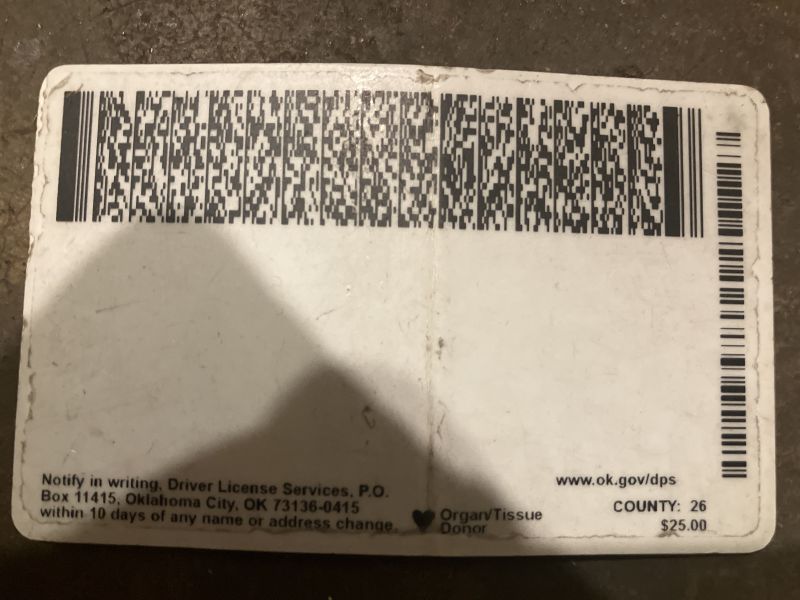 Notify in writing, Driver License Services, P.O.
Box 11415, Oklahoma City, OK 73136-0415
within 10 days of any name or address change.
Organ/Tissue
Donor
www.ok.gov/dps
COUNTY: 26
$25.00